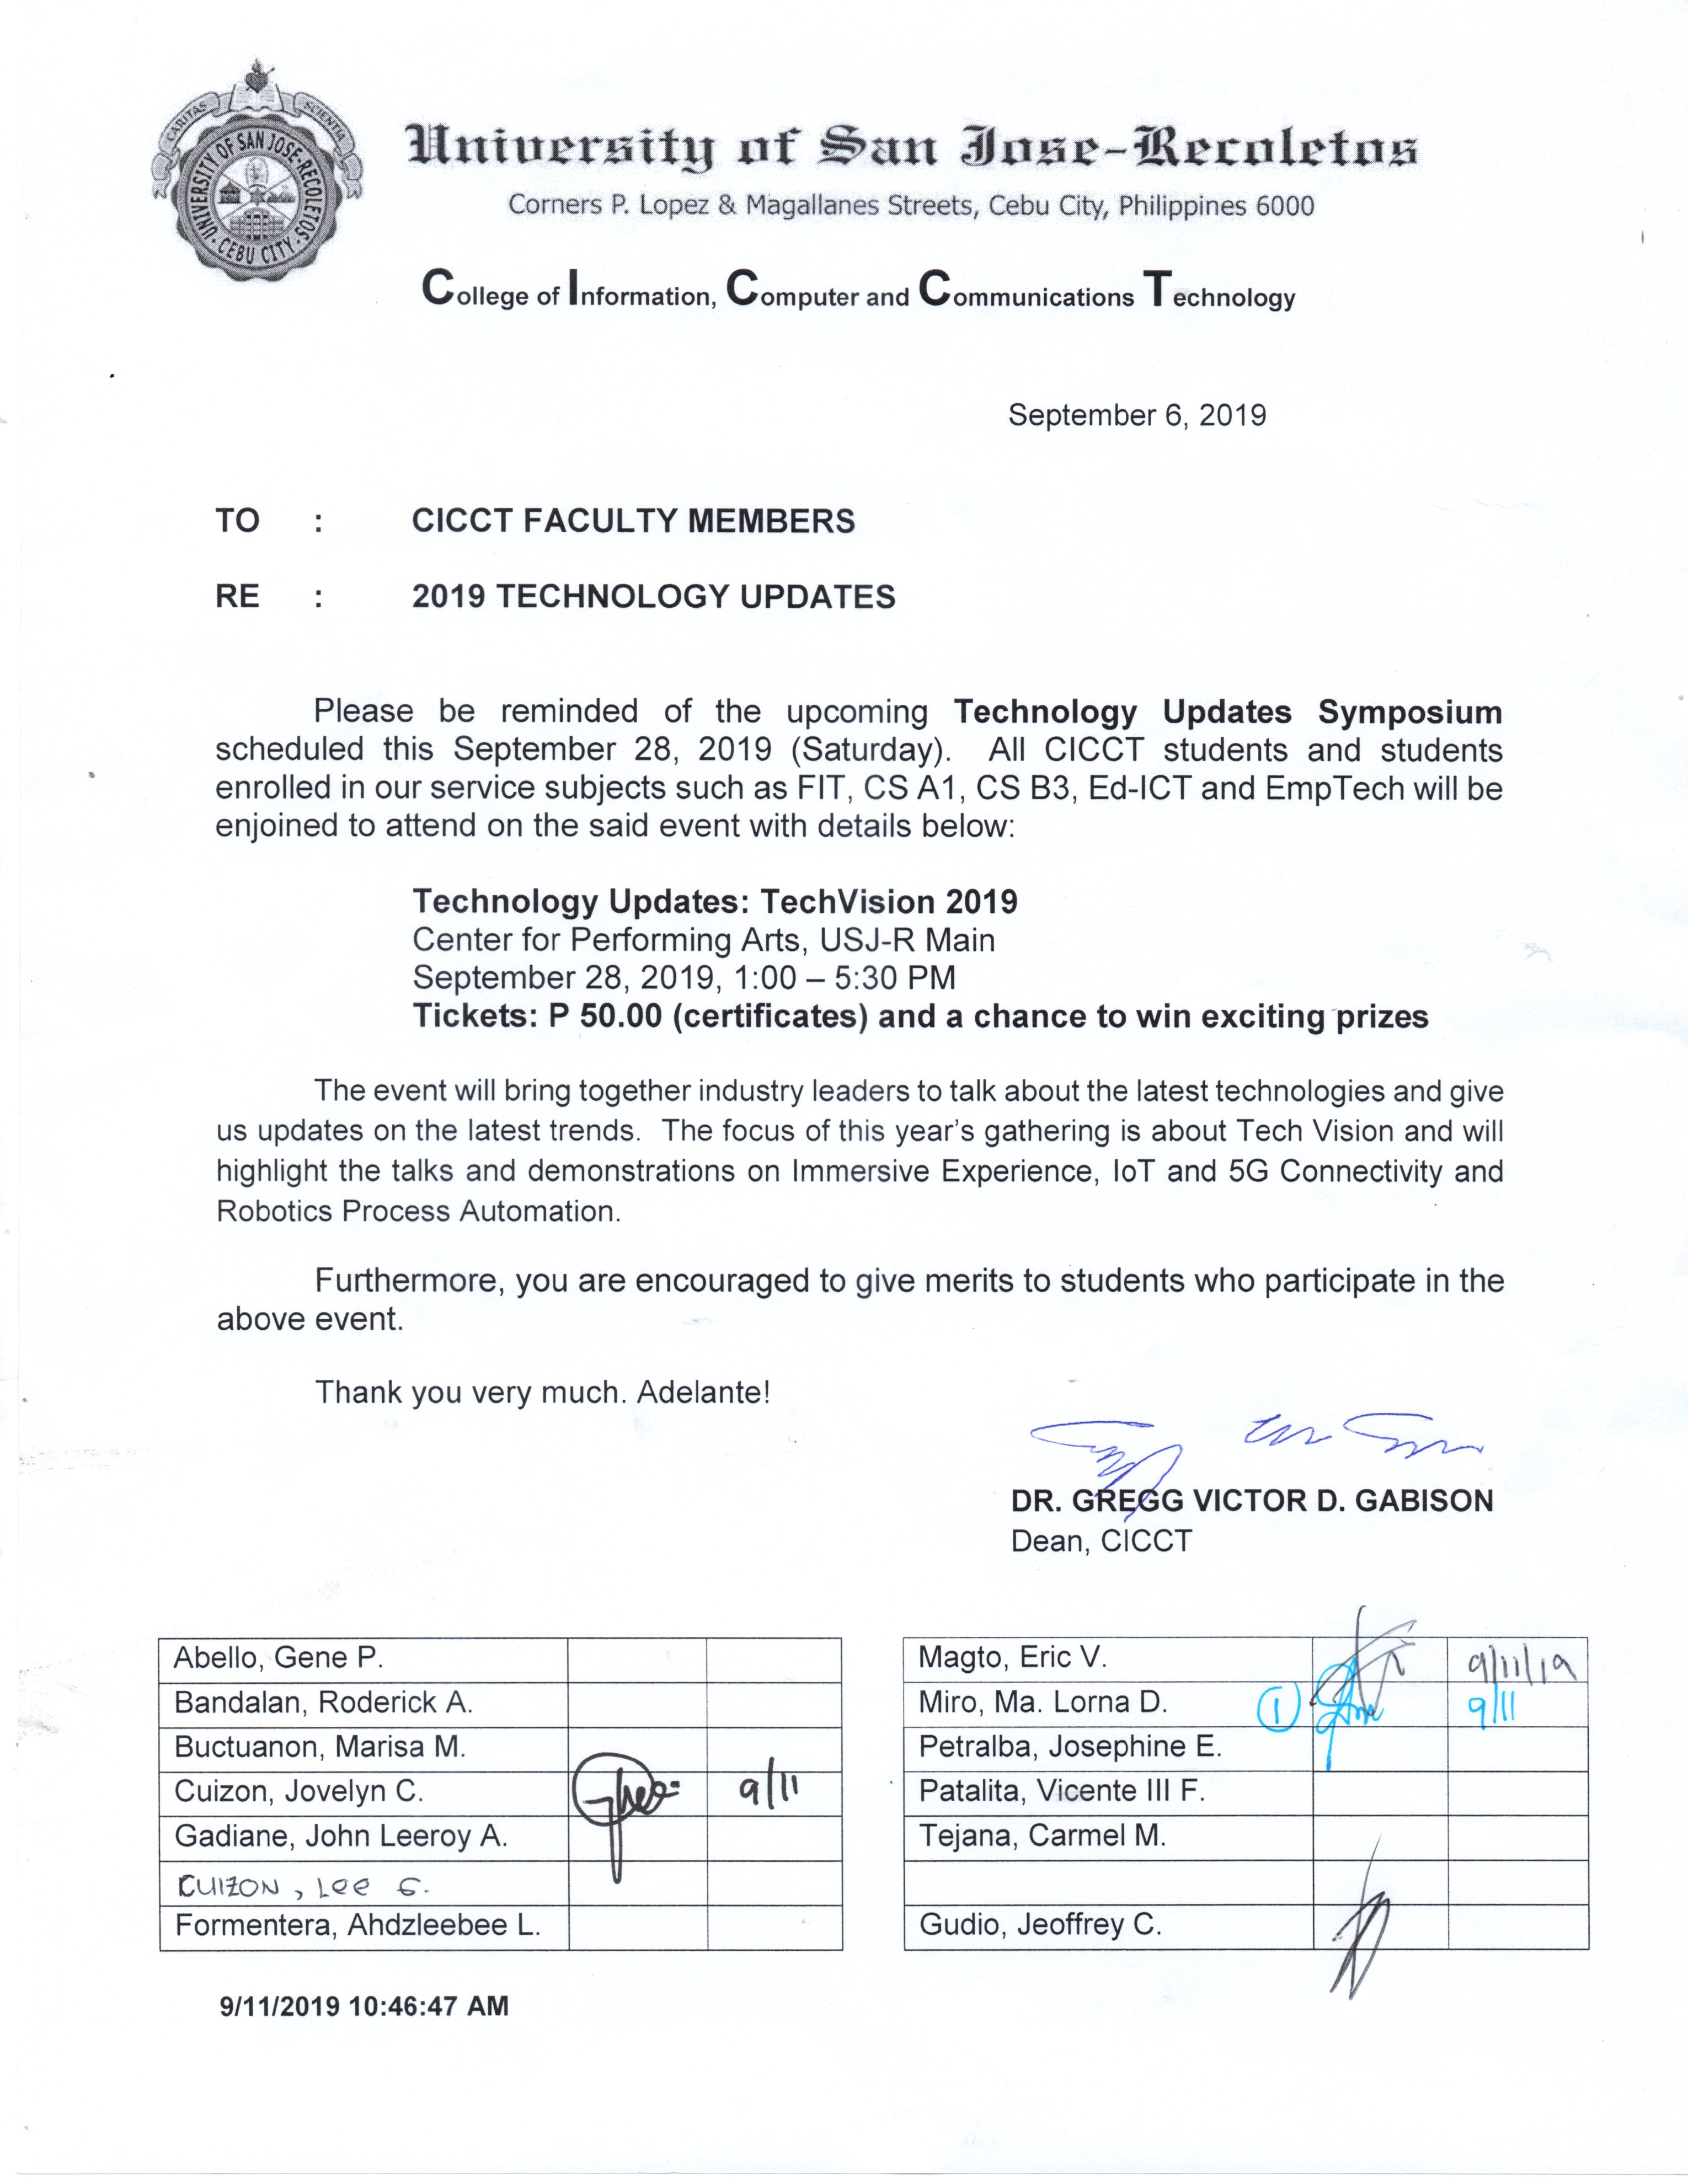 CARITAS SCIENTIA
UNIVERSITY OF SAN JOSE-RECOLETOS
CEBU CITY
University of San Jose-Recoletos
Corners P. Lopez & Magallanes Streets, Cebu City, Philippines 6000
College of Information, Computer and Communications Technology
September 6, 2019
TO : CICCT FACULTY MEMBERS
RE : 2019 TECHNOLOGY UPDATES
Please be reminded of the upcoming Technology Updates Symposium
scheduled this September 28, 2019 (Saturday). All CICCT students and students
enrolled in our service subjects such as FIT, CS A1, CS B3, Ed-ICT and EmpTech will be
enjoined to attend on the said event with details below:
Technology Updates: TechVision 2019
Center for Performing Arts, USJ-R Main
September 28, 2019, 1:00 – 5:30 PM
Tickets: P 50.00 (certificates) and a chance to win exciting prizes
The event will bring together industry leaders to talk about the latest technologies and give
us updates on the latest trends. The focus of this year's gathering is about Tech Vision and will
highlight the talks and demonstrations on Immersive Experience, IoT and 5G Connectivity and
Robotics Process Automation.
Furthermore, you are encouraged to give merits to students who participate in the
above event.
Thank you very much. Adelante!
DR. GREGG VICTOR D. GABISON
Dean, CICCT
Abello, Gene P.
Bandalan, Roderick A.
Buctuanon, Marisa M.
Cuizon, Jovelyn C. 9/11
Gadiane, John Leeroy A.
CUIZON, Lee G.
Formentera, Ahdzleebee L.
Magto, Eric V. 9/11/19
Miro, Ma. Lorna D. 1 9/11
Petralba, Josephine E.
Patalita, Vicente III F.
Tejana, Carmel M.
Gudio, Jeoffrey C.
9/11/2019 10:46:47 AM